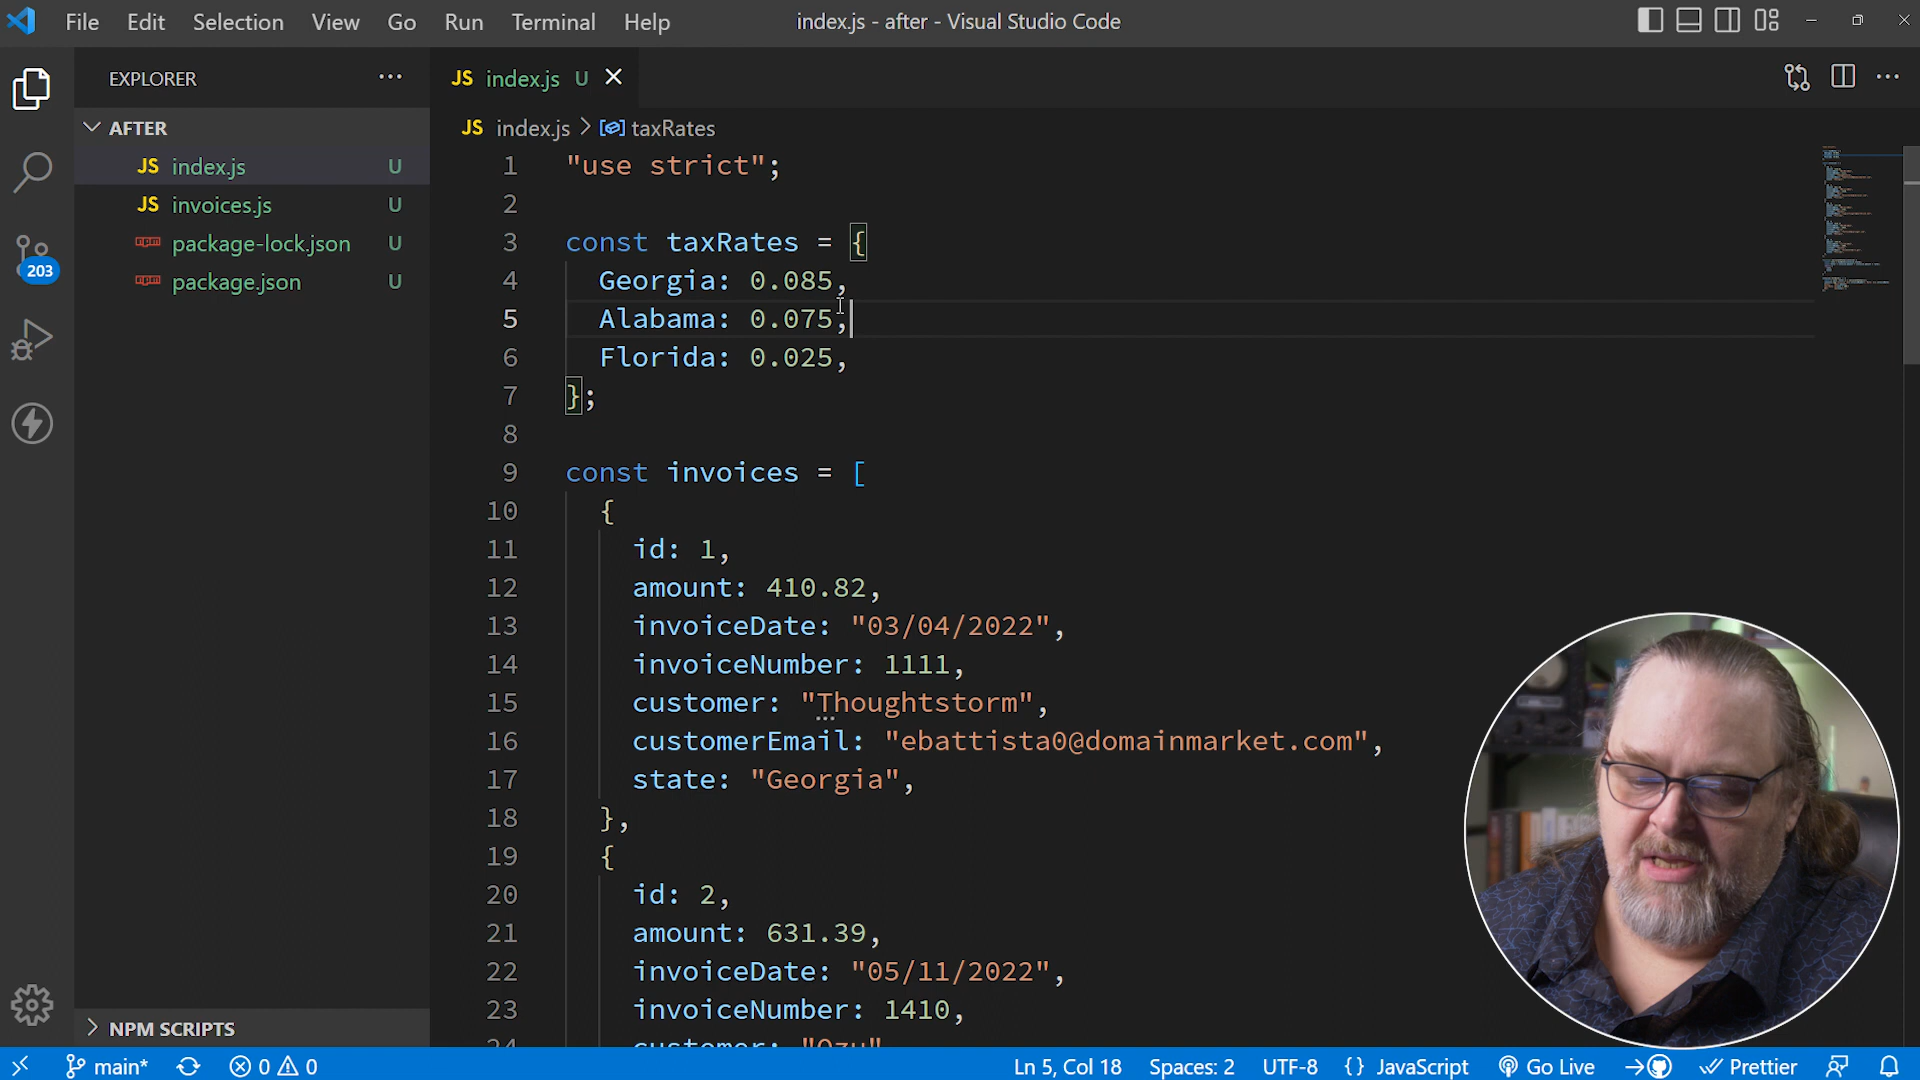 File Edit Selection View Go Run Terminal Help
index.js - after - Visual Studio Code
EXPLORER
JS index.js U
AFTER
JS index.js > taxRates
JS index.js U
JS invoices.js U
package-lock.json U
package.json U
203
NPM SCRIPTS
1 "use strict";
2
3 const taxRates = {
4 Georgia: 0.085,
5 Alabama: 0.075,
6 Florida: 0.025,
7 };
8
9 const invoices = [
10 {
11 id: 1,
12 amount: 410.82,
13 invoiceDate: "03/04/2022",
14 invoiceNumber: 1111,
15 customer: "Thoughtstorm",
16 customerEmail: "ebattista0@domainmarket.com",
17 state: "Georgia",
18 },
19 {
20 id: 2,
21 amount: 631.39,
22 invoiceDate: "05/11/2022",
23 invoiceNumber: 1410,
24 customer: "Ozu"
main* 0 0 Ln 5, Col 18 Spaces: 2 UTF-8 {} JavaScript Go Live Prettier